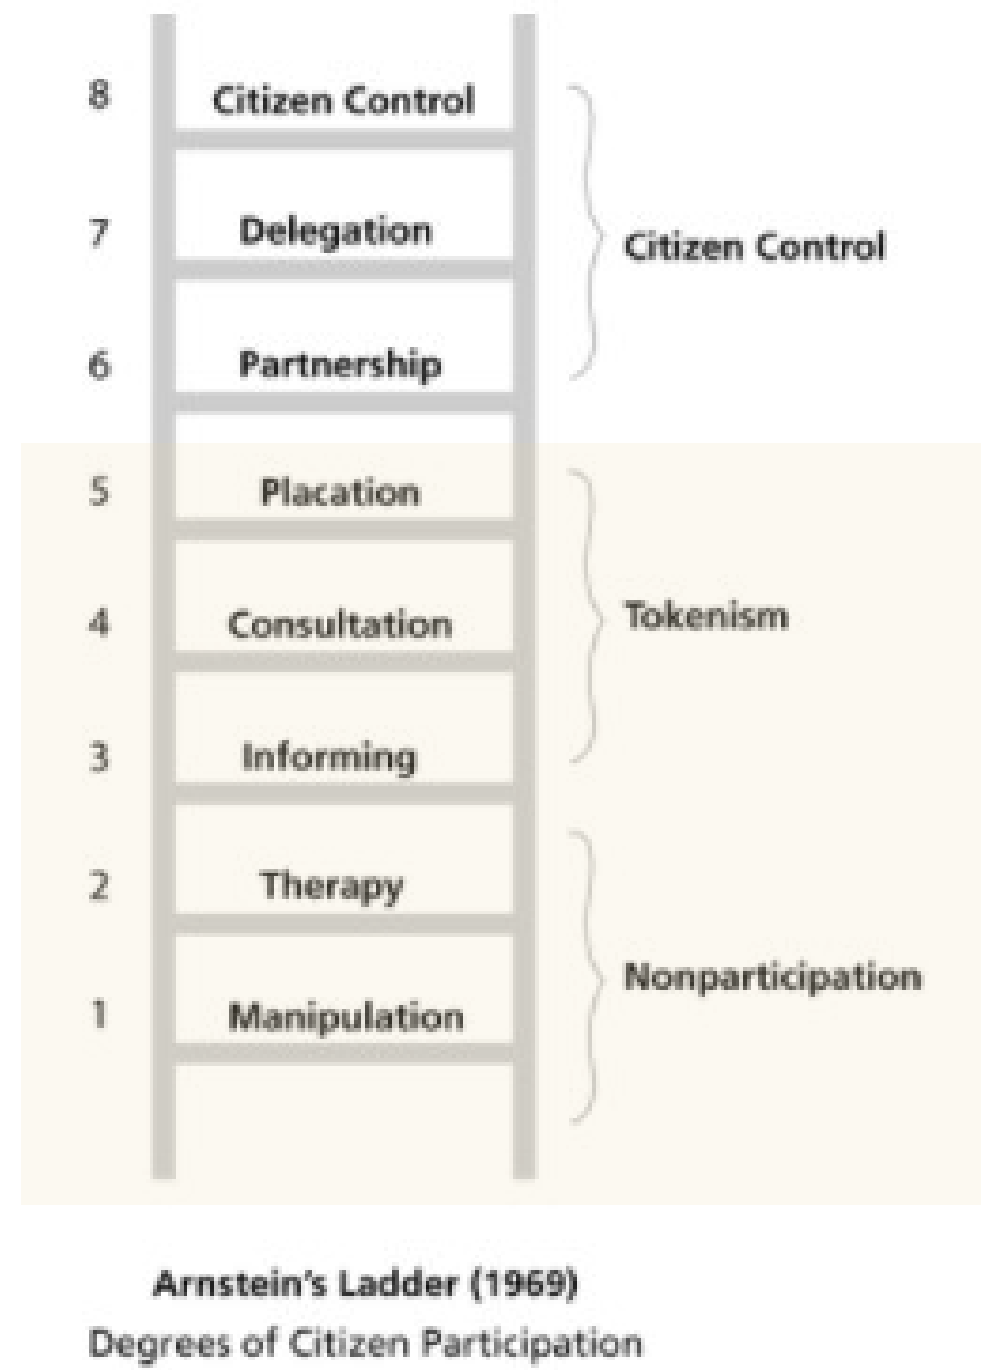 8 Citizen Control
7 Delegation
Citizen Control
6 Partnership
5 Placation
4 Consultation
Tokenism
3 Informing
2 Therapy
Nonparticipation
1 Manipulation
Arnstein's Ladder (1969)
Degrees of Citizen Participation